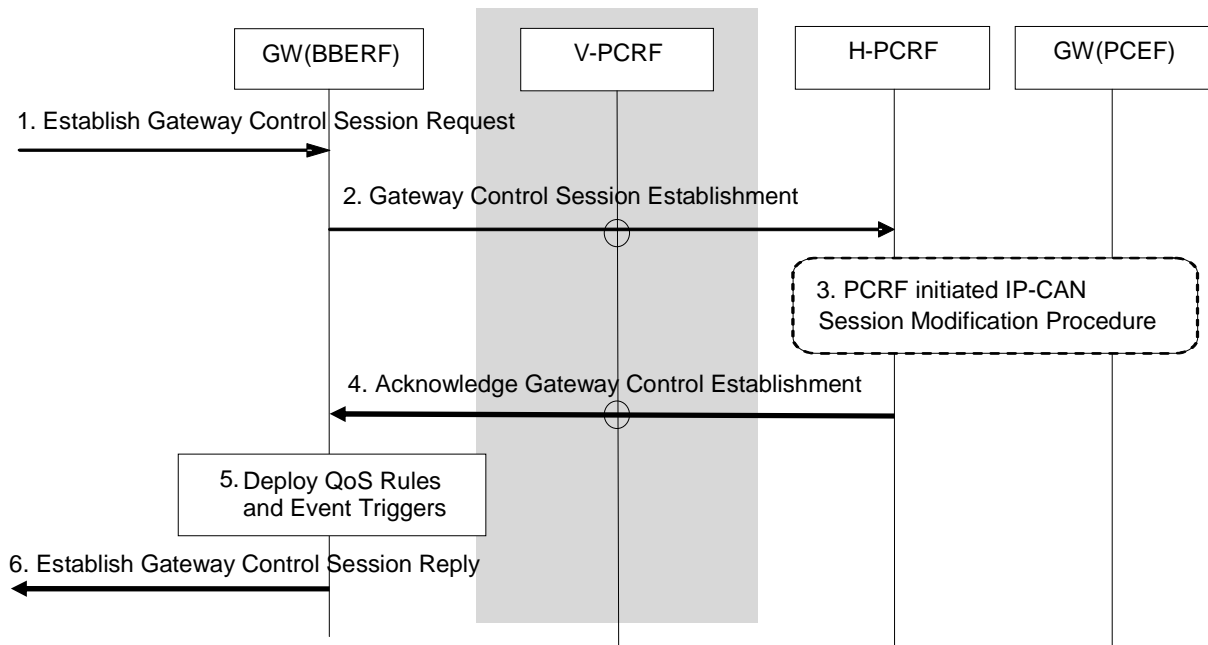 GW(BBERF)
V-PCRF
H-PCRF
GW(PCEF)
1. Establish Gateway Control Session Request
2. Gateway Control Session Establishment
3. PCRF initiated IP-CAN
Session Modification Procedure
4. Acknowledge Gateway Control Establishment
5. Deploy QoS Rules
and Event Triggers
6. Establish Gateway Control Session Reply